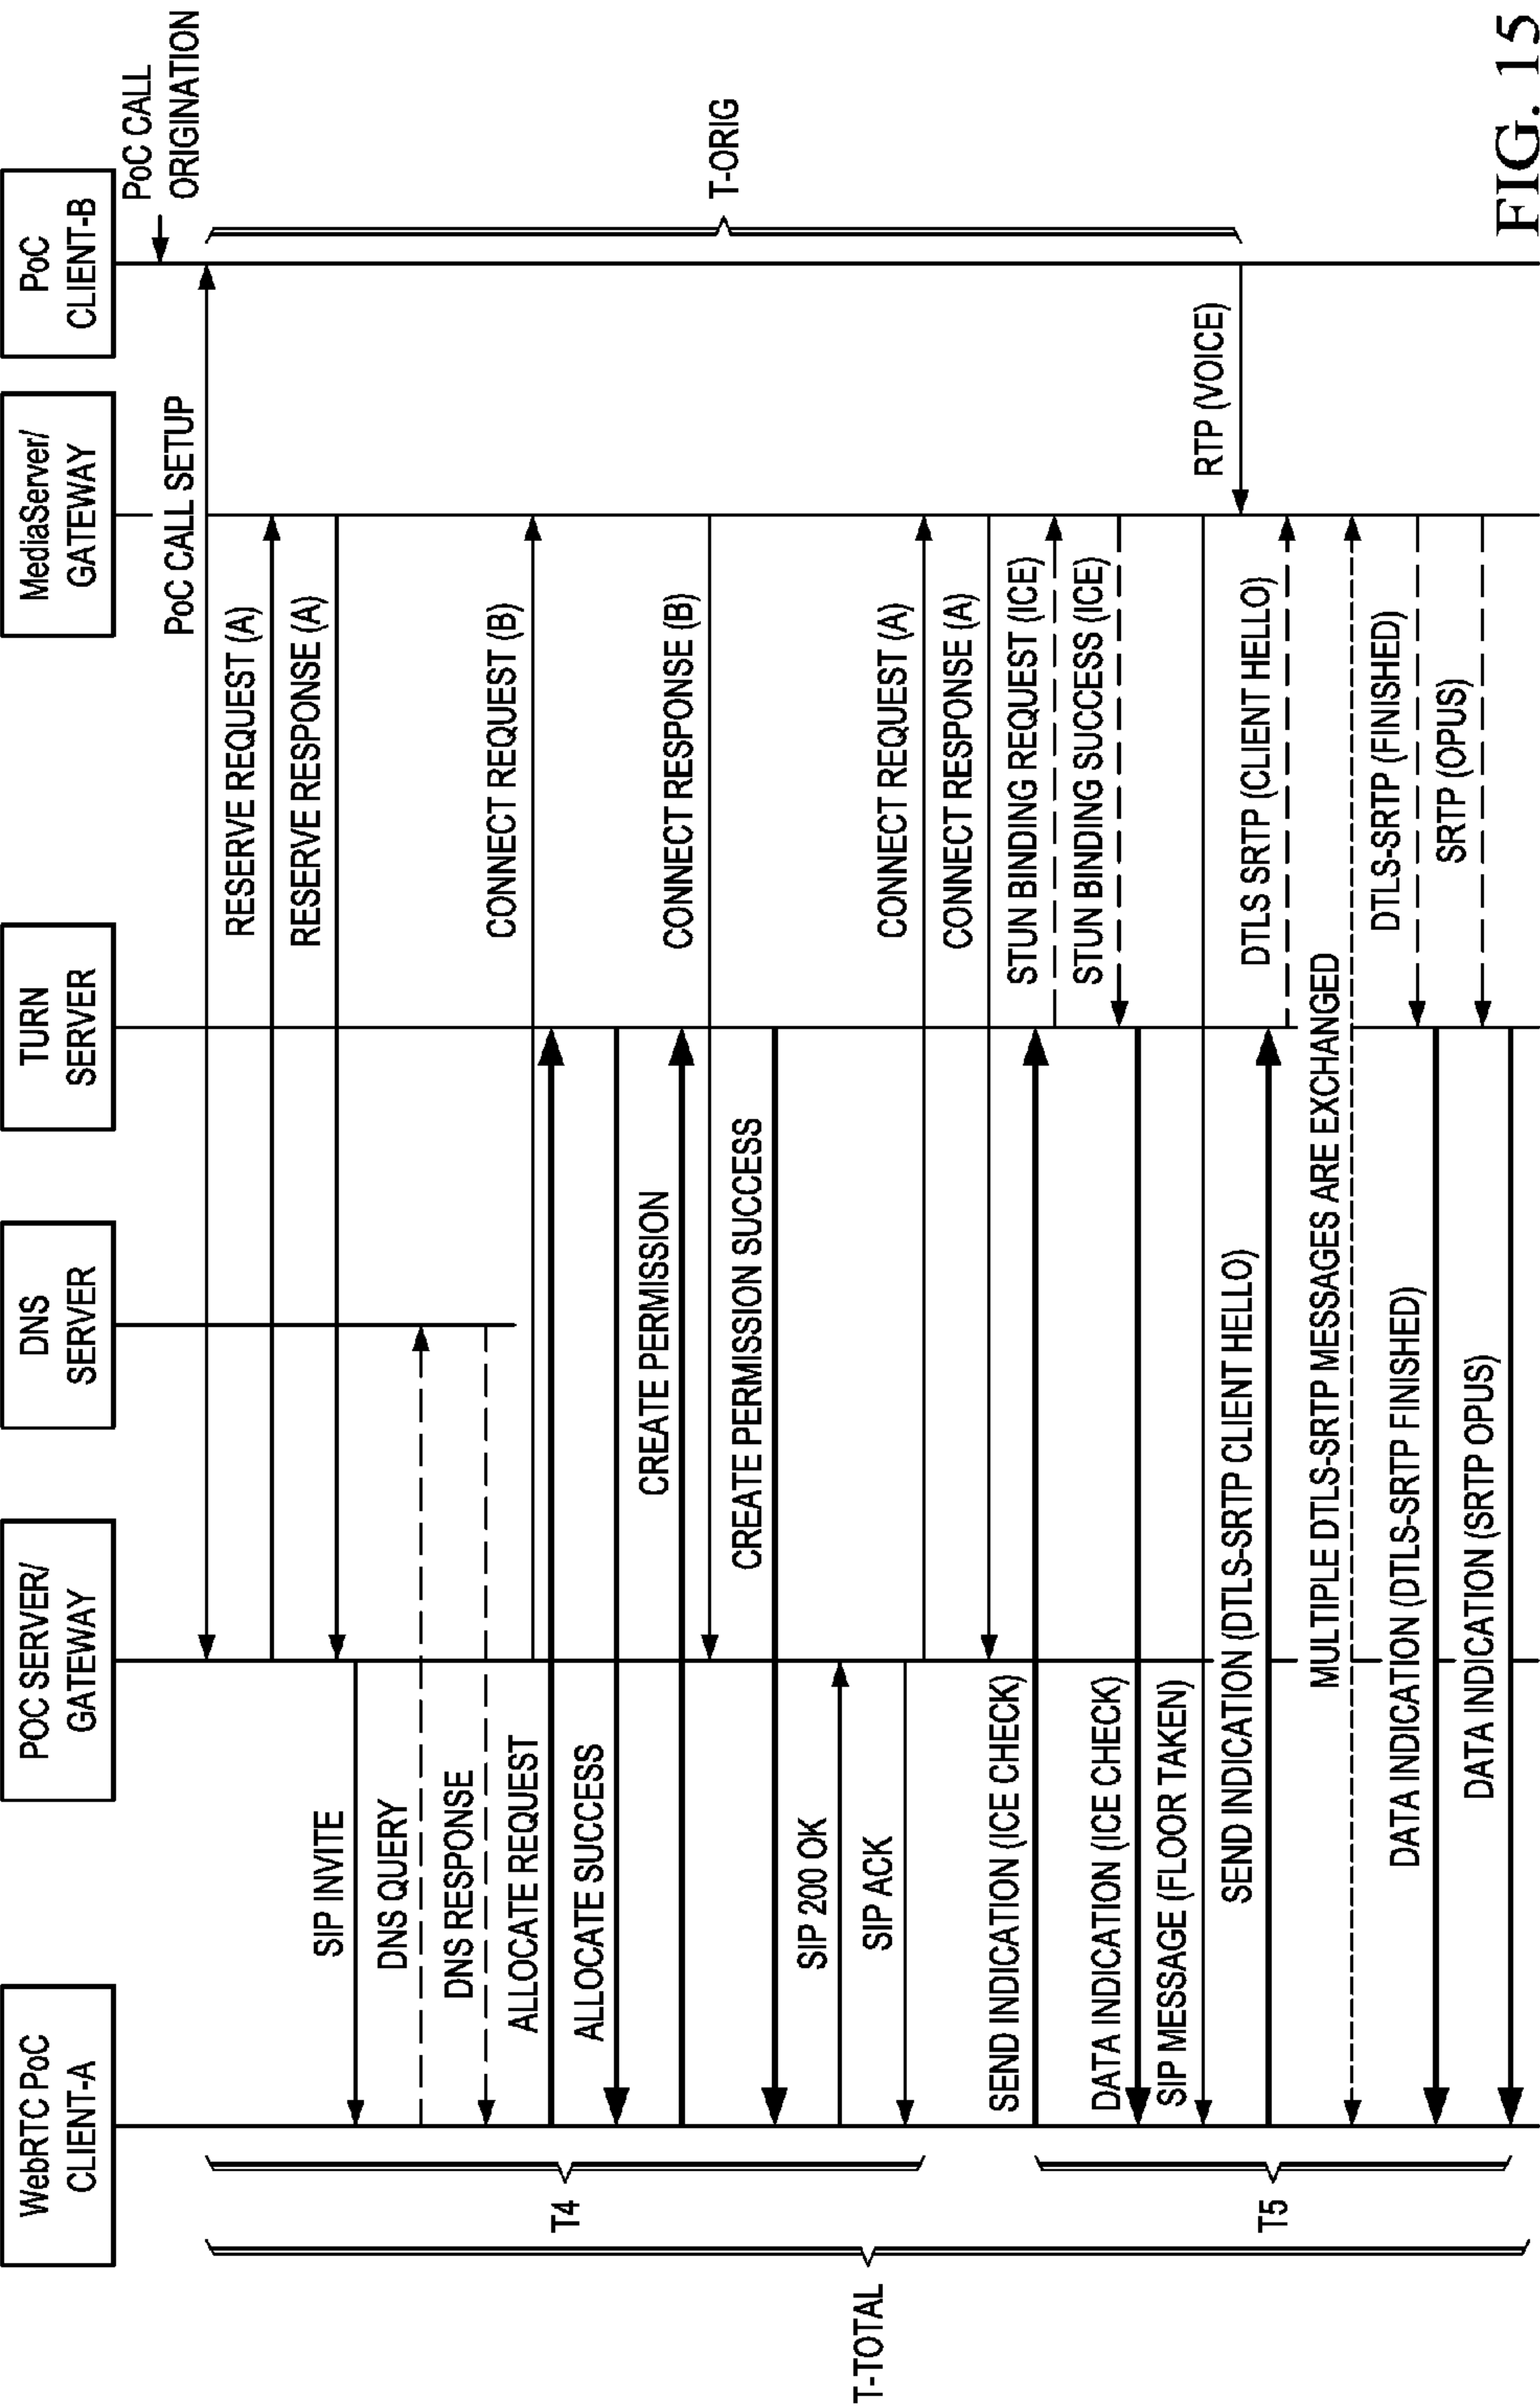 WebRTC PoC
CLIENT-A
POC SERVER/
GATEWAY
DNS
SERVER
TURN
SERVER
MediaServer/
GATEWAY
PoC
CLIENT-B
PoC CALL
ORIGINATION
PoC CALL SETUP
RESERVE REQUEST (A)
RESERVE RESPONSE (A)
SIP INVITE
DNS QUERY
DNS RESPONSE
CONNECT REQUEST (B)
ALLOCATE REQUEST
ALLOCATE SUCCESS
CREATE PERMISSION
CONNECT RESPONSE (B)
CREATE PERMISSION SUCCESS
SIP 200 OK
SIP ACK
CONNECT REQUEST (A)
CONNECT RESPONSE (A)
SEND INDICATION (ICE CHECK)
STUN BINDING REQUEST (ICE)
STUN BINDING SUCCESS (ICE)
DATA INDICATION (ICE CHECK)
SIP MESSAGE (FLOOR TAKEN)
RTP (VOICE)
SEND INDICATION (DTLS-SRTP CLIENT HELLO)
DTLS SRTP (CLIENT HELLO)
MULTIPLE DTLS-SRTP MESSAGES ARE EXCHANGED
DTLS-SRTP (FINISHED)
DATA INDICATION (DTLS-SRTP FINISHED)
SRTP (OPUS)
DATA INDICATION (SRTP OPUS)
T4
T5
T-TOTAL
T-ORIG
FIG. 15